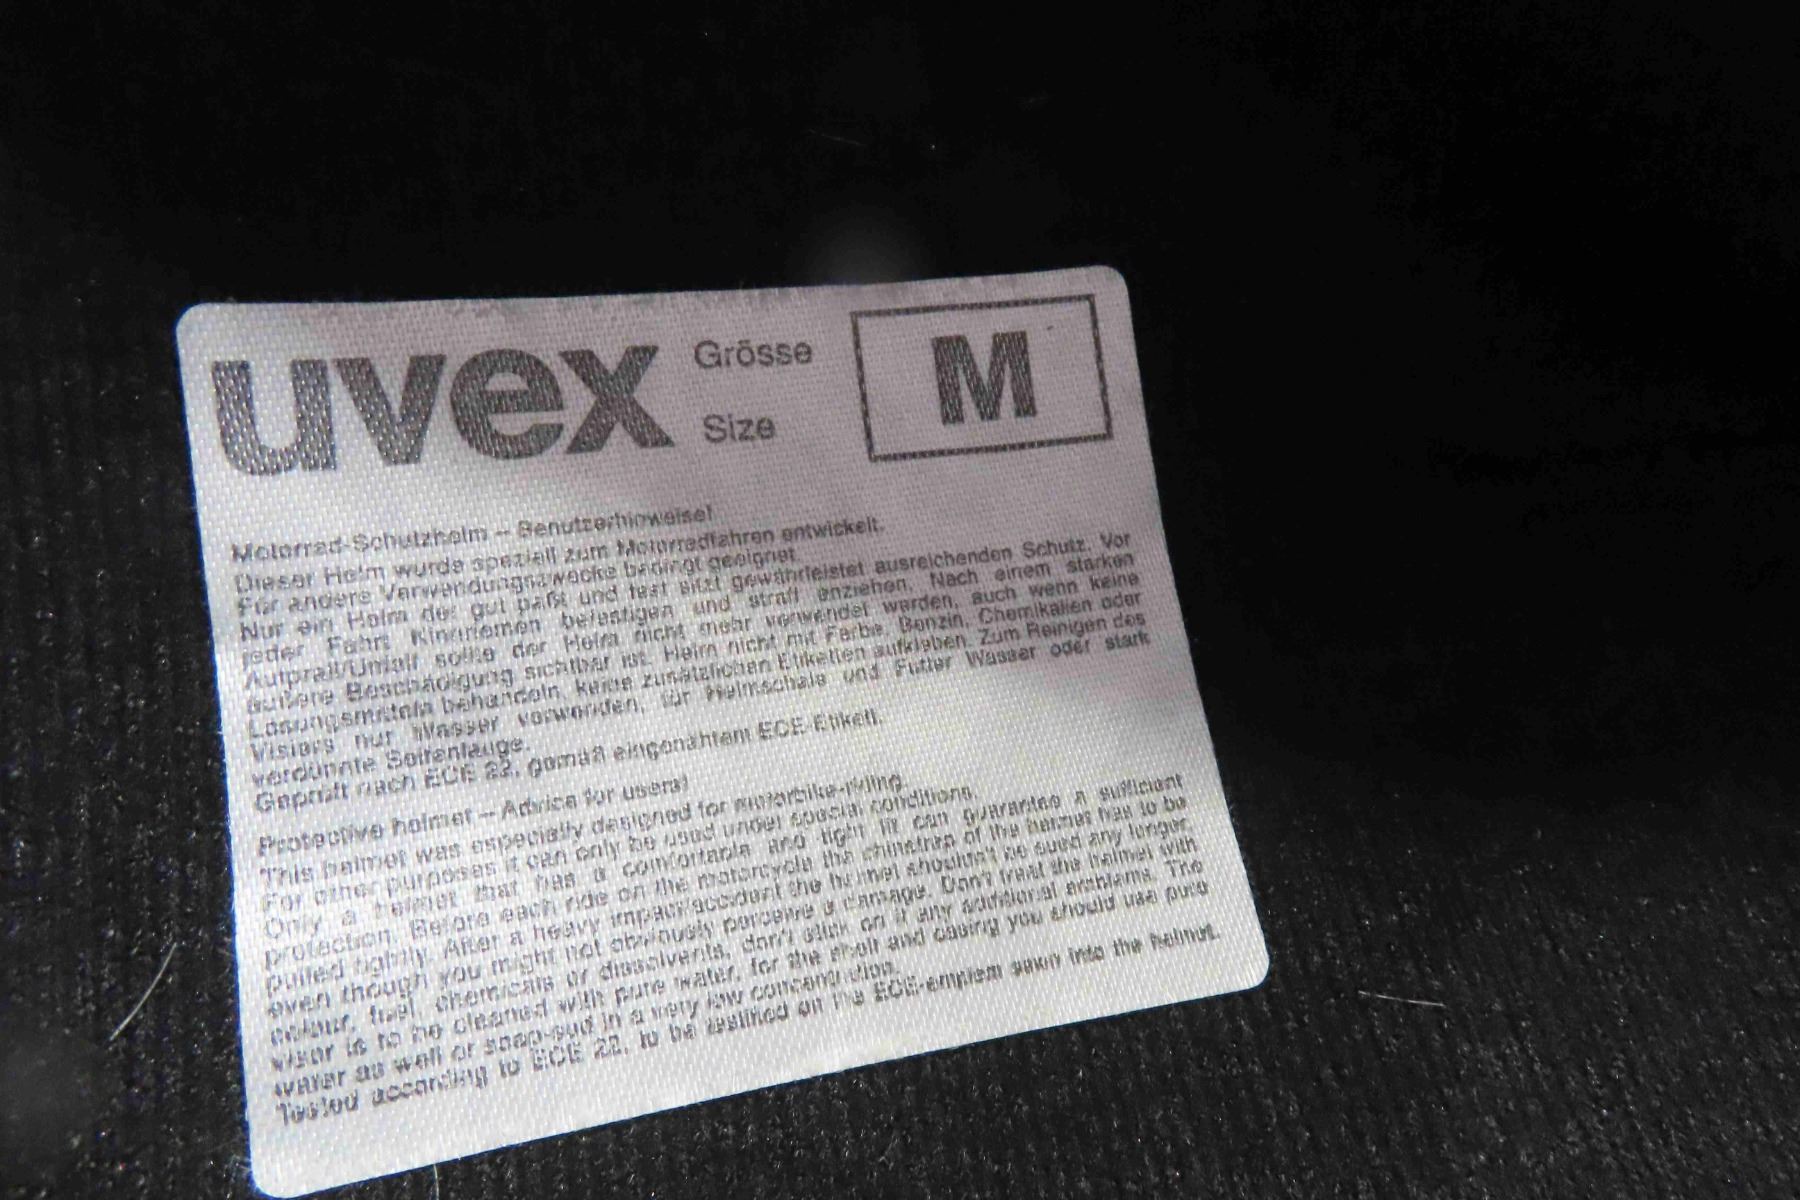 uvex
Grösse
Size
M
Motorrad-Schutzhelm – Benutzerhinweise!
Dieser Helm wurde speziell zum Motorradfahren entwickelt.
Für andere Verwendungszwecke bedingt geeignet.
Nur ein Helm der gut paßt und fest sitzt gewährleistet ausreichenden Schutz. Vor
jeder Fahrt Kinnriemen befestigen und straff anziehen. Nach einem starken
Aufprall/Unfall sollte der Helm nicht mehr verwendet werden, auch wenn keine
äußere Beschädigung sichtbar ist. Helm nicht mit Farbe, Benzin, Chemikalien oder
Lösungsmitteln behandeln, keine zusätzlichen Etiketten aufkleben. Zum Reinigen des
Visiers nur Wasser verwenden, für Helmschale und Futter Wasser oder stark
verdünnte Seifenlauge.
Geprüft nach ECE 22, gemäß eingenähtem ECE-Etikett.
Protective helmet – Advice for users!
This helmet was especially designed for motorbike-riding.
For other purposes it can only be used under special conditions.
Only a helmet that has a comfortable and tight fit can guarantee a sufficient
protection. Before each ride on the motorcycle the chinstrap of the helmet has to be
pulled tightly. After a heavy impact/accident the helmet shouldn't be used any longer,
even though you might not obviously perceive a damage. Don't treat the helmet with
colour, fuel, chemicals or dissolvents, don't stick on it any additional emblems. The
visor is to be cleaned with pure water, for the shell and casing you should use pure
water as well or soap-sud in a very low concentration.
Tested according to ECE 22, to be testified on the ECE-emblem sewn into the helmet.